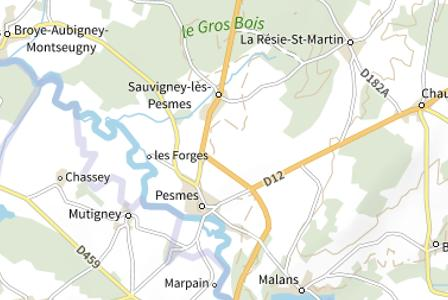 le Gros Bois
Broye-Aubigney-
Montseugny
La Résie-St-Martin
D182A
Sauvigney-lès-
Pesmes
Chau
les Forges
Chassey
D12
Pesmes
Mutigney
D459
B
Marpain
Malans